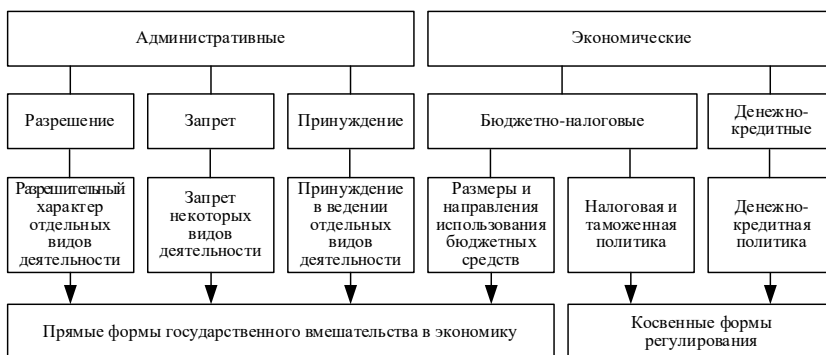 Административные
Экономические
Разрешение
Запрет
Принуждение
Бюджетно-налоговые
Денежно-
кредитные
Разрешительный
характер
отдельных
видов
деятельности
Запрет
некоторых
видов
деятельности
Принуждение
в ведении
отдельных
видов
деятельности
Размеры и
направления
использования
бюджетных
средств
Налоговая и
таможенная
политика
Денежно-
кредитная
политика
Прямые формы государственного вмешательства в экономику
Косвенные формы
регулирования